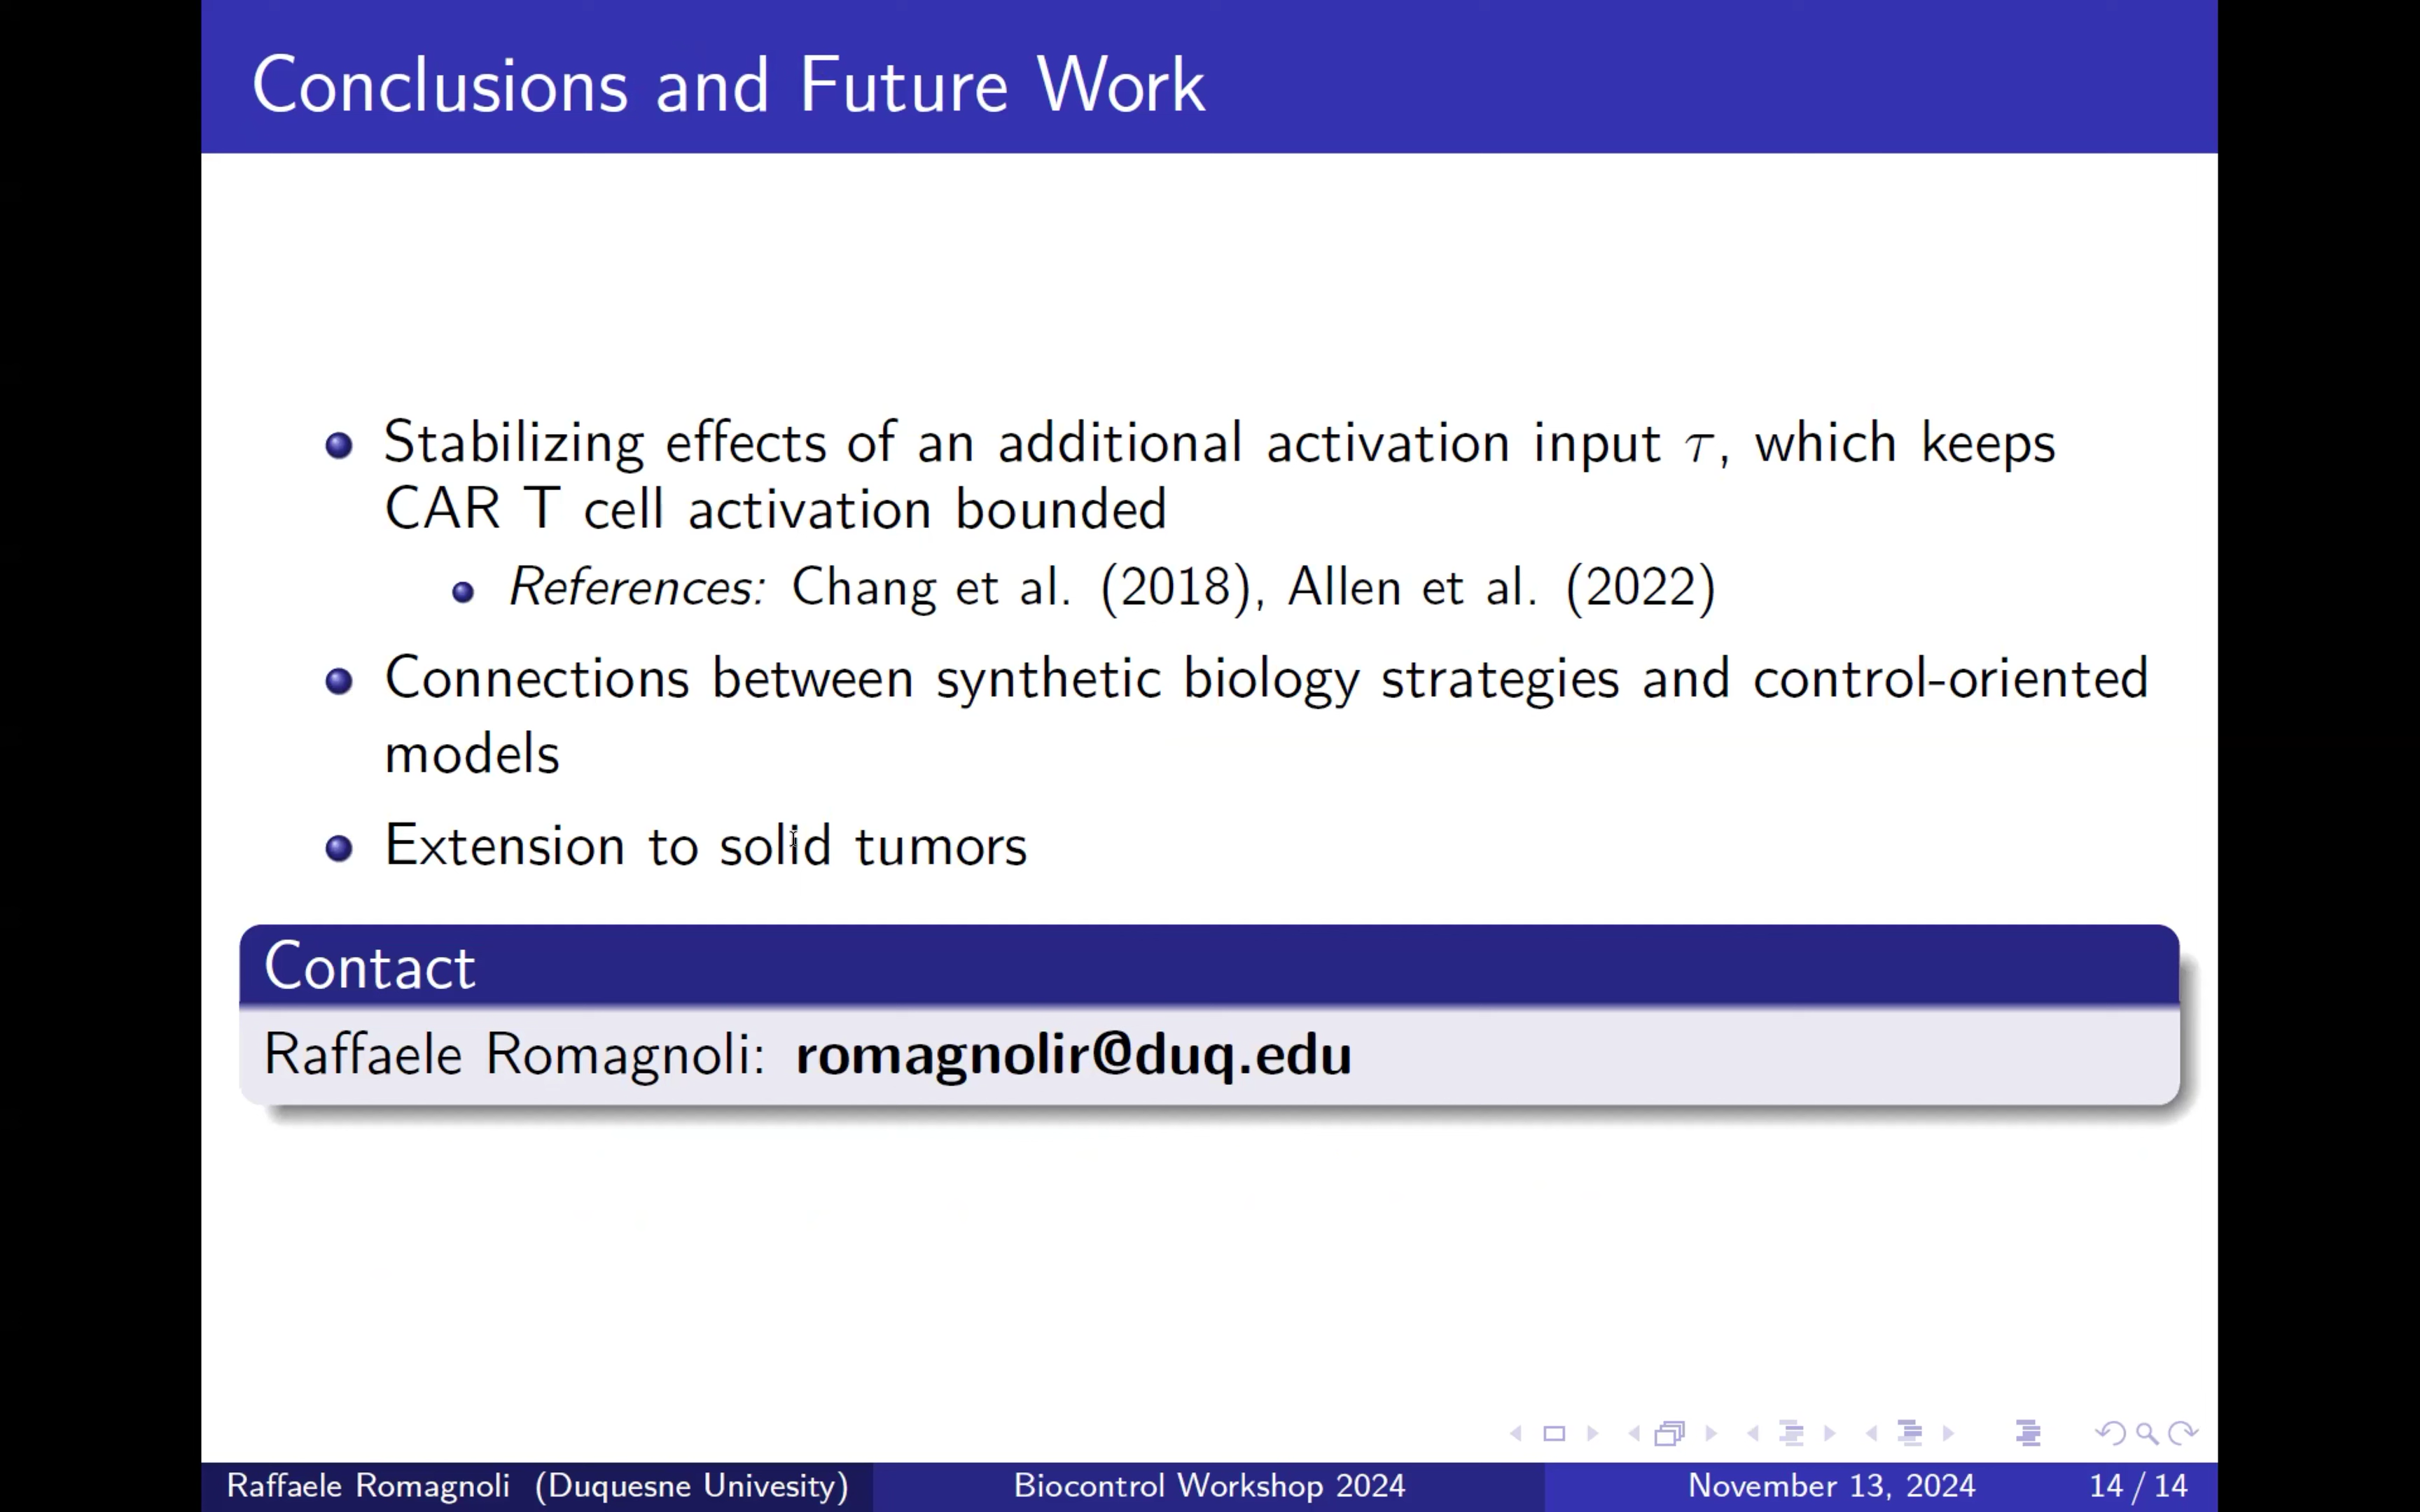 Conclusions and Future Work
Stabilizing effects of an additional activation input τ, which keeps
CAR T cell activation bounded
References: Chang et al. (2018), Allen et al. (2022)
Connections between synthetic biology strategies and control-oriented
models
Extension to solid tumors
Contact
Raffaele Romagnoli: romagnolir@duq.edu
Raffaele Romagnoli (Duquesne Univesity) Biocontrol Workshop 2024 November 13, 2024 14 / 14